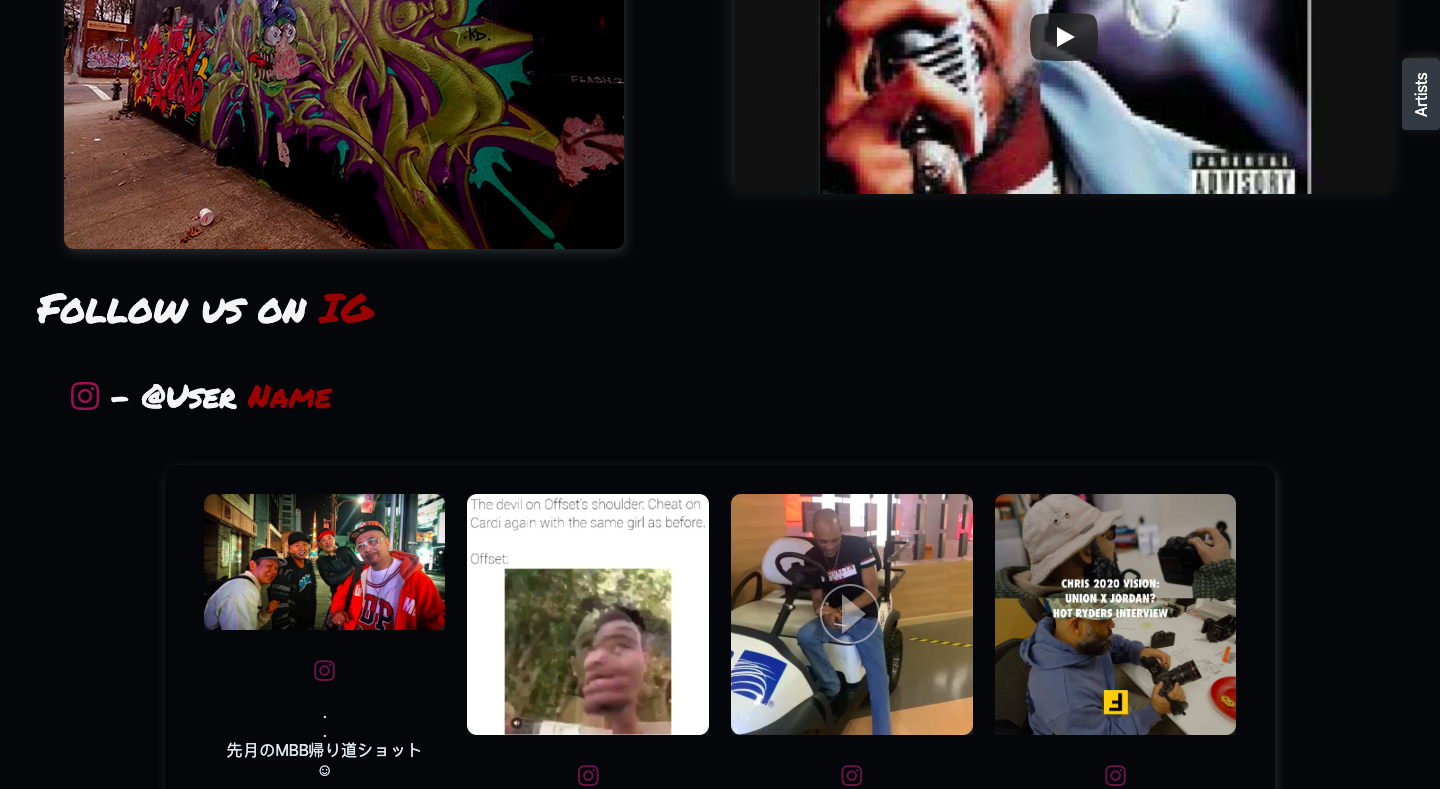 KD.
FLASH
PARENTAL
ADVISORY
Artists
Follow us on IG
- @User Name
The devil on Offset's shoulder: Cheat on
Cardi again with the same girl as before.
Offset:
CHRIS 2020 VISION:
UNION X JORDAN?
HOT RYDERS INTERVIEW
.
.
先月のMBB帰り道ショット
☺